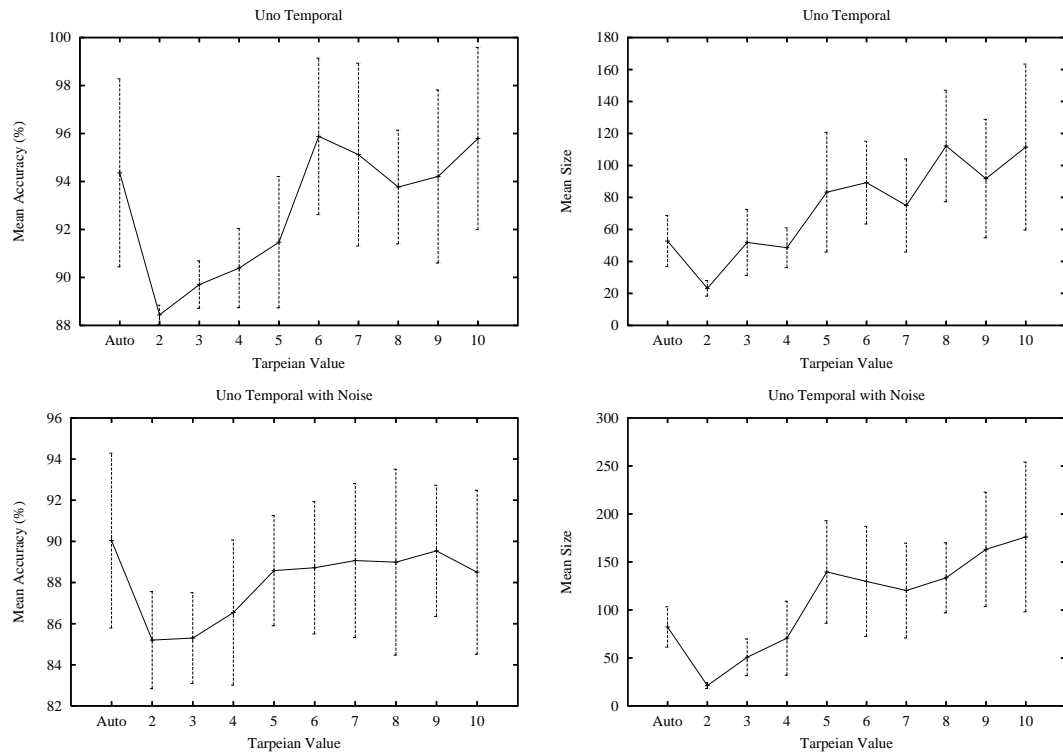 Uno Temporal
Mean Accuracy (%)
100
98
96
94
92
90
88
Auto 2 3 4 5 6 7 8 9 10
Tarpeian Value
Uno Temporal
Mean Size
180
160
140
120
100
80
60
40
20
0
Auto 2 3 4 5 6 7 8 9 10
Tarpeian Value
Uno Temporal with Noise
Mean Accuracy (%)
96
94
92
90
88
86
84
82
Auto 2 3 4 5 6 7 8 9 10
Tarpeian Value
Uno Temporal with Noise
Mean Size
300
250
200
150
100
50
0
Auto 2 3 4 5 6 7 8 9 10
Tarpeian Value